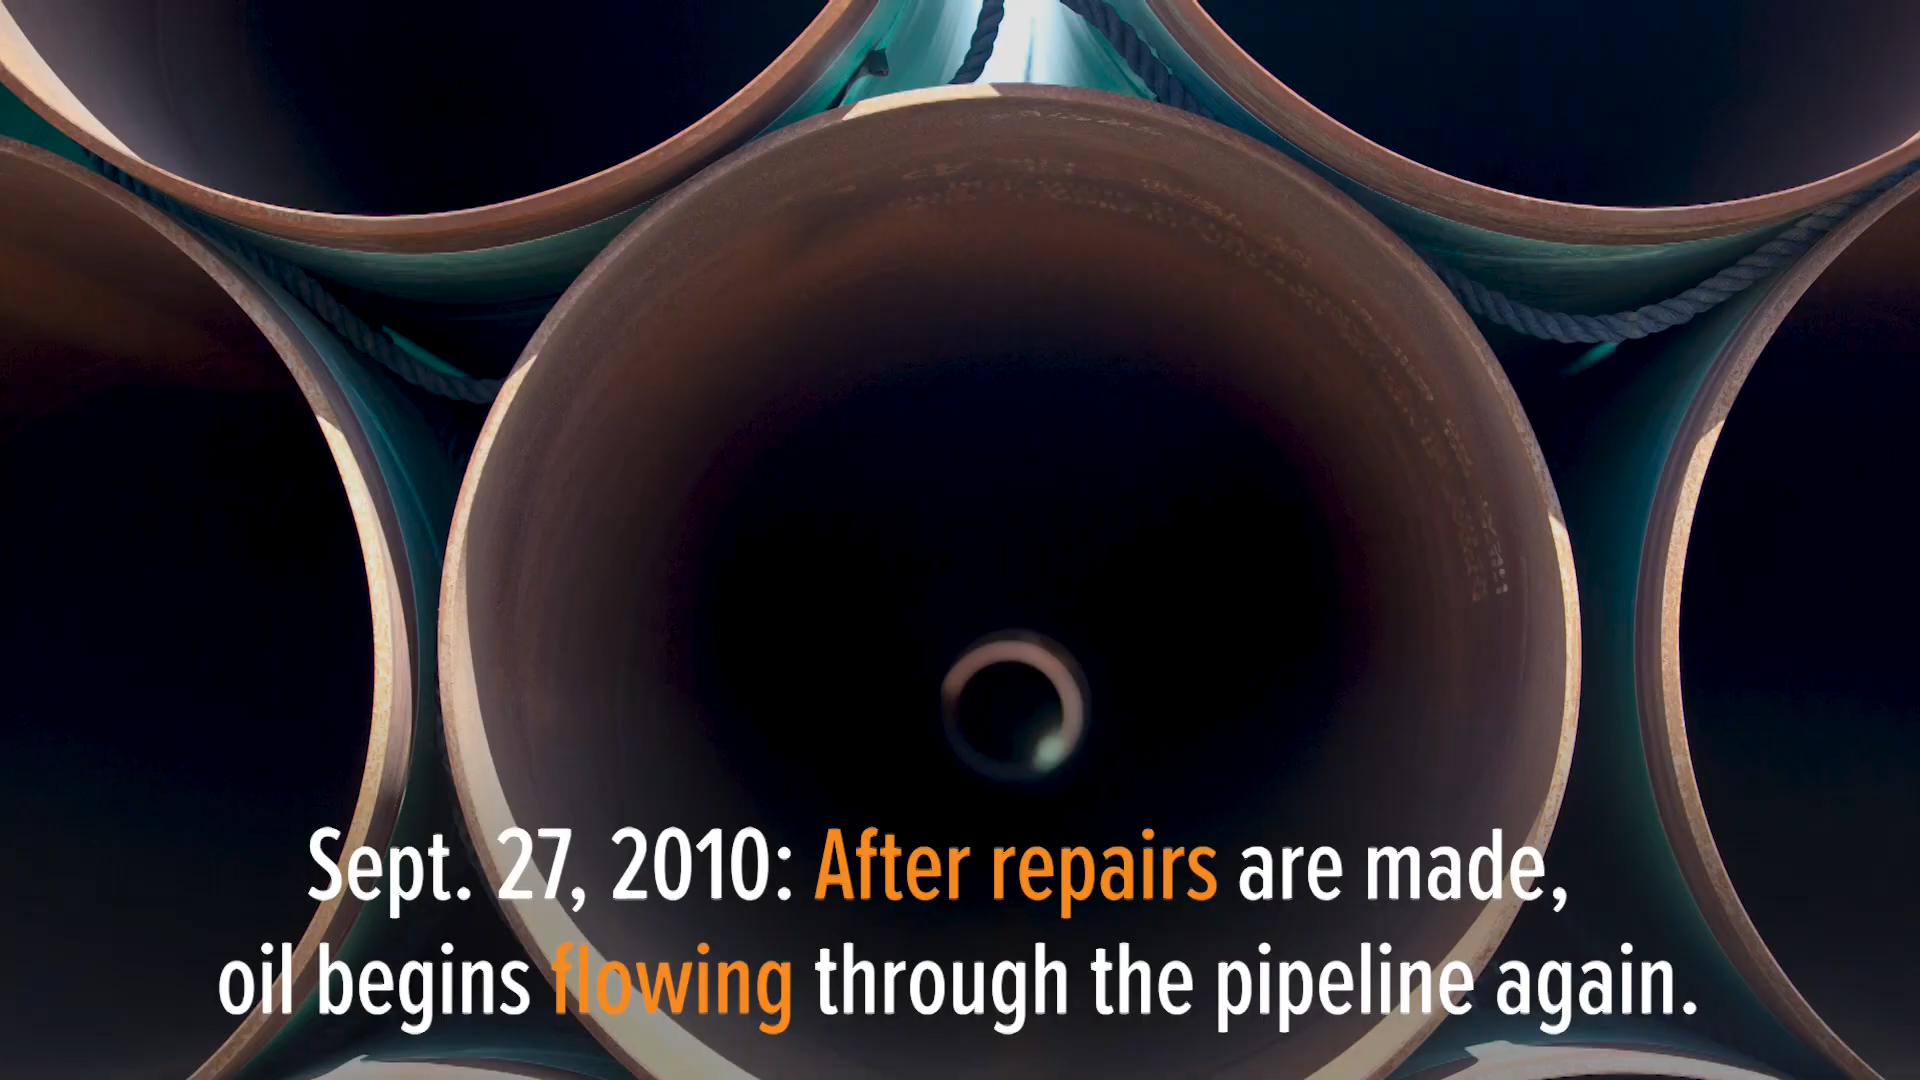 Sept. 27, 2010: After repairs are made,
oil begins flowing through the pipeline again.